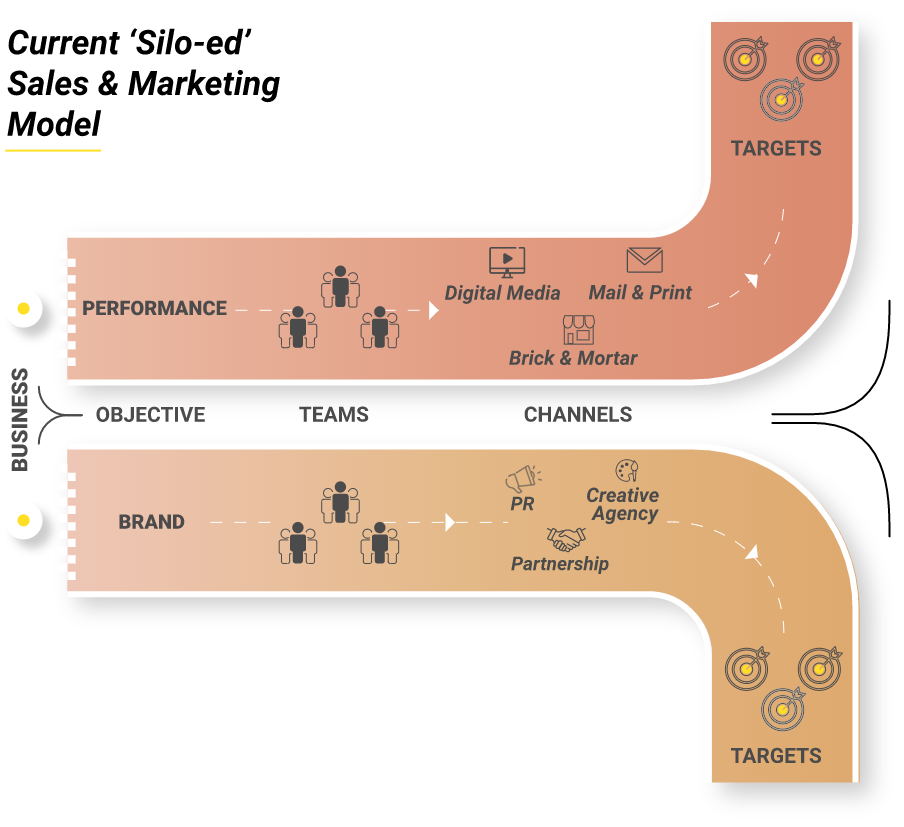 Current ‘Silo-ed’
Sales & Marketing
Model
TARGETS
Digital Media
Mail & Print
PERFORMANCE
Brick & Mortar
BUSINESS
OBJECTIVE
TEAMS
CHANNELS
PR
Creative
Agency
BRAND
Partnership
TARGETS